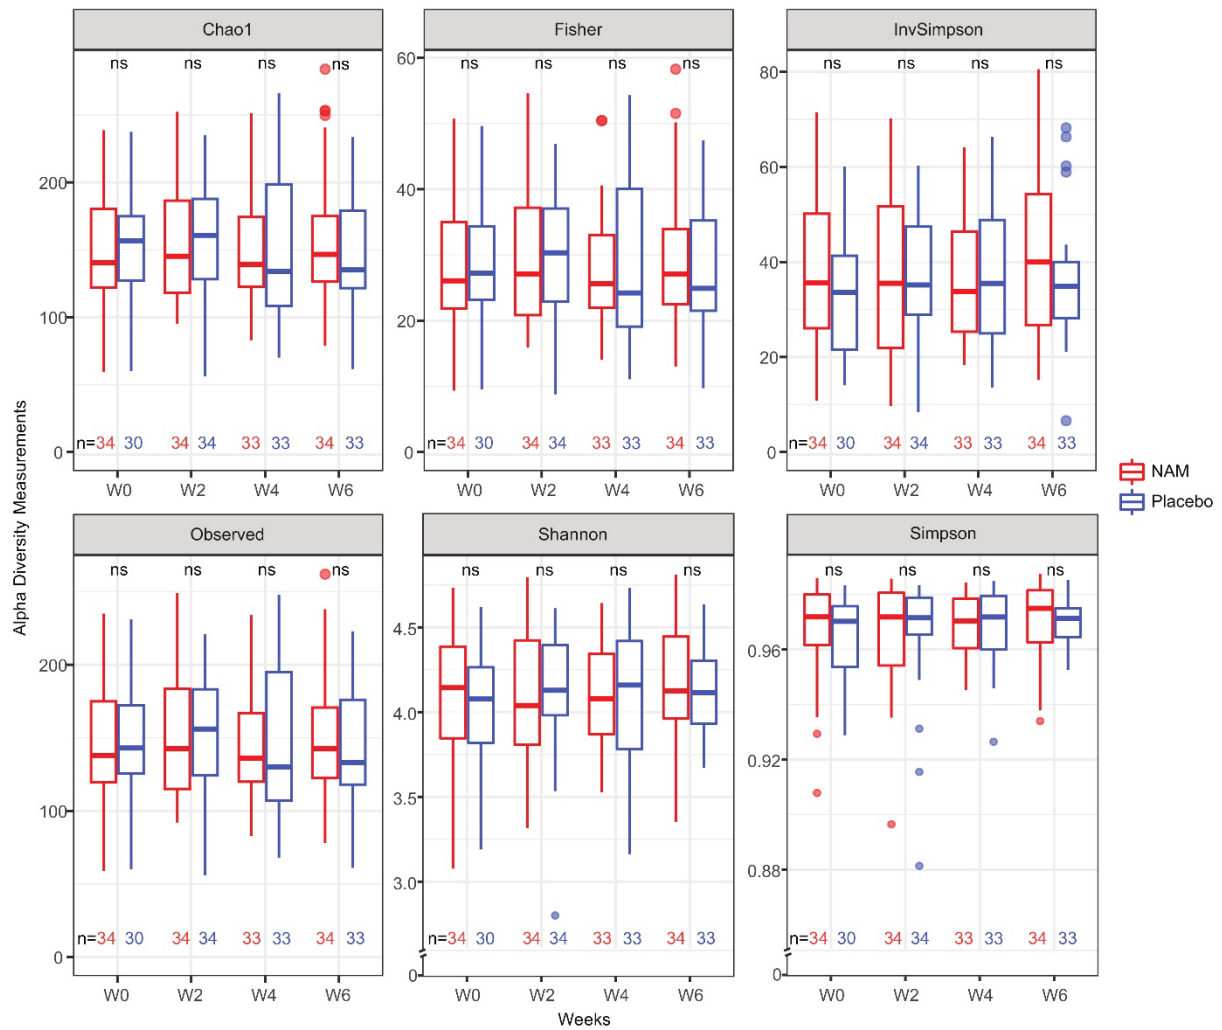 Chao1
Fisher
InvSimpson
ns ns ns ns
ns ns ns ns
ns ns ns ns
200
100
0
60
40
20
0
80
60
40
20
0
n=34 30 34 34 33 33 34 33
n=34 30 34 34 33 33 34 33
n=34 30 34 34 33 33 34 33
W0 W2 W4 W6
W0 W2 W4 W6
W0 W2 W4 W6
NAM
Placebo
Alpha Diversity Measurements
Observed
Shannon
Simpson
ns ns ns ns
ns ns ns ns
ns ns ns ns
200
100
0
4.5
4.0
3.5
3.0
0
0.96
0.92
0.88
0
n=34 30 34 34 33 33 34 33
n=34 30 34 34 33 33 34 33
n=34 30 34 34 33 33 34 33
W0 W2 W4 W6
W0 W2 W4 W6
W0 W2 W4 W6
Weeks